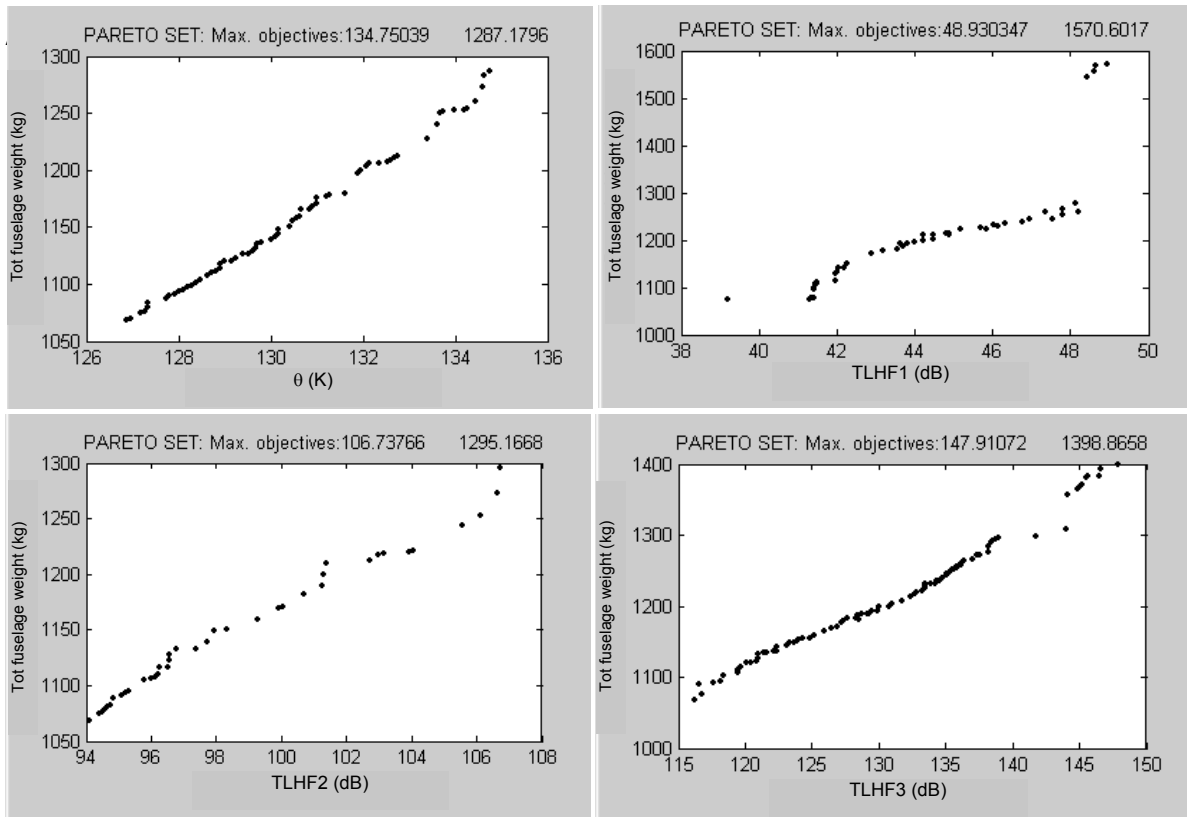 PARETO SET: Max. objectives:134.75039 1287.1796
1300
1250
1200
1150
1100
1050
Tot fuselage weight (kg)
126 128 130 132 134 136
θ (K)
PARETO SET: Max. objectives:48.930347 1570.6017
1600
1500
1400
1300
1200
1100
1000
Tot fuselage weight (kg)
38 40 42 44 46 48 50
TLHF1 (dB)
PARETO SET: Max. objectives:106.73766 1295.1668
1300
1250
1200
1150
1100
1050
Tot fuselage weight (kg)
94 96 98 100 102 104 106 108
TLHF2 (dB)
PARETO SET: Max. objectives:147.91072 1398.8658
1400
1300
1200
1100
1000
Tot fuselage weight (kg)
115 120 125 130 135 140 145 150
TLHF3 (dB)